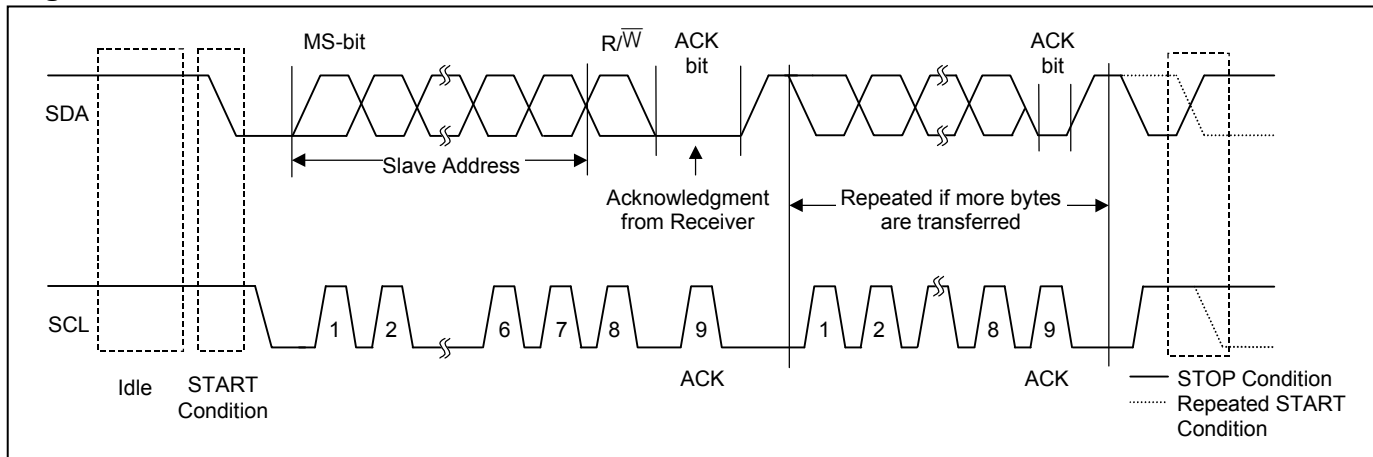 MS-bit
R/W̅
ACK
bit
ACK
bit
SDA
Slave Address
Acknowledgment
from Receiver
Repeated if more bytes
are transferred
SCL
1
2
6
7
8
9
1
2
8
9
Idle
START
Condition
ACK
ACK
STOP Condition
Repeated START
Condition